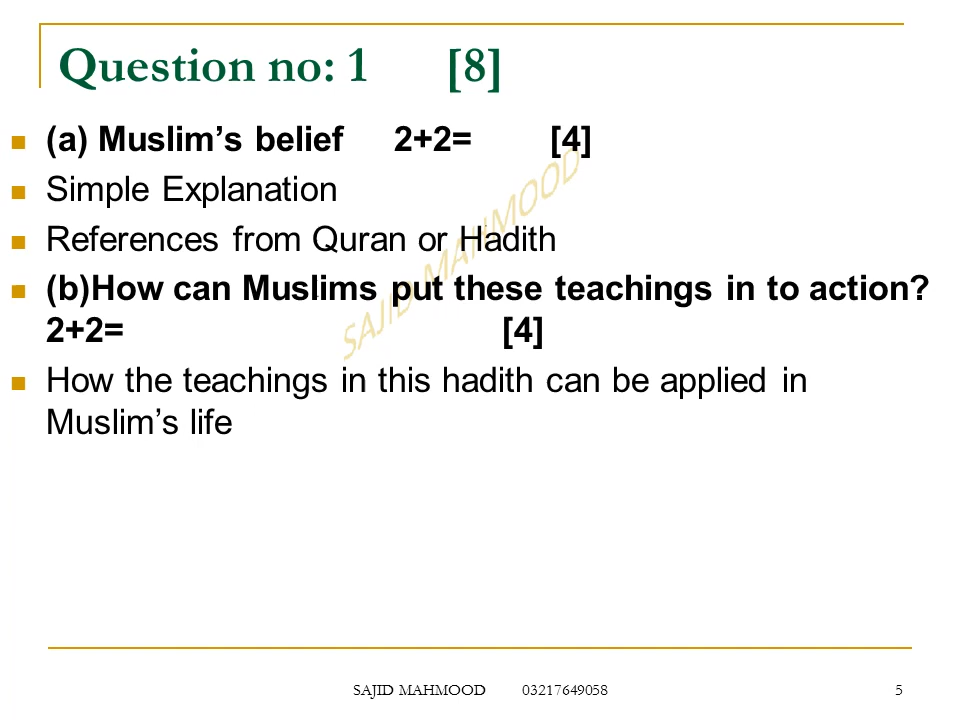 Question no: 1 [8]
(a) Muslim’s belief 2+2= [4]
Simple Explanation
References from Quran or Hadith
(b)How can Muslims put these teachings in to action?
2+2= [4]
How the teachings in this hadith can be applied in
Muslim’s life
SAJID MAHMOOD
SAJID MAHMOOD 03217649058 5